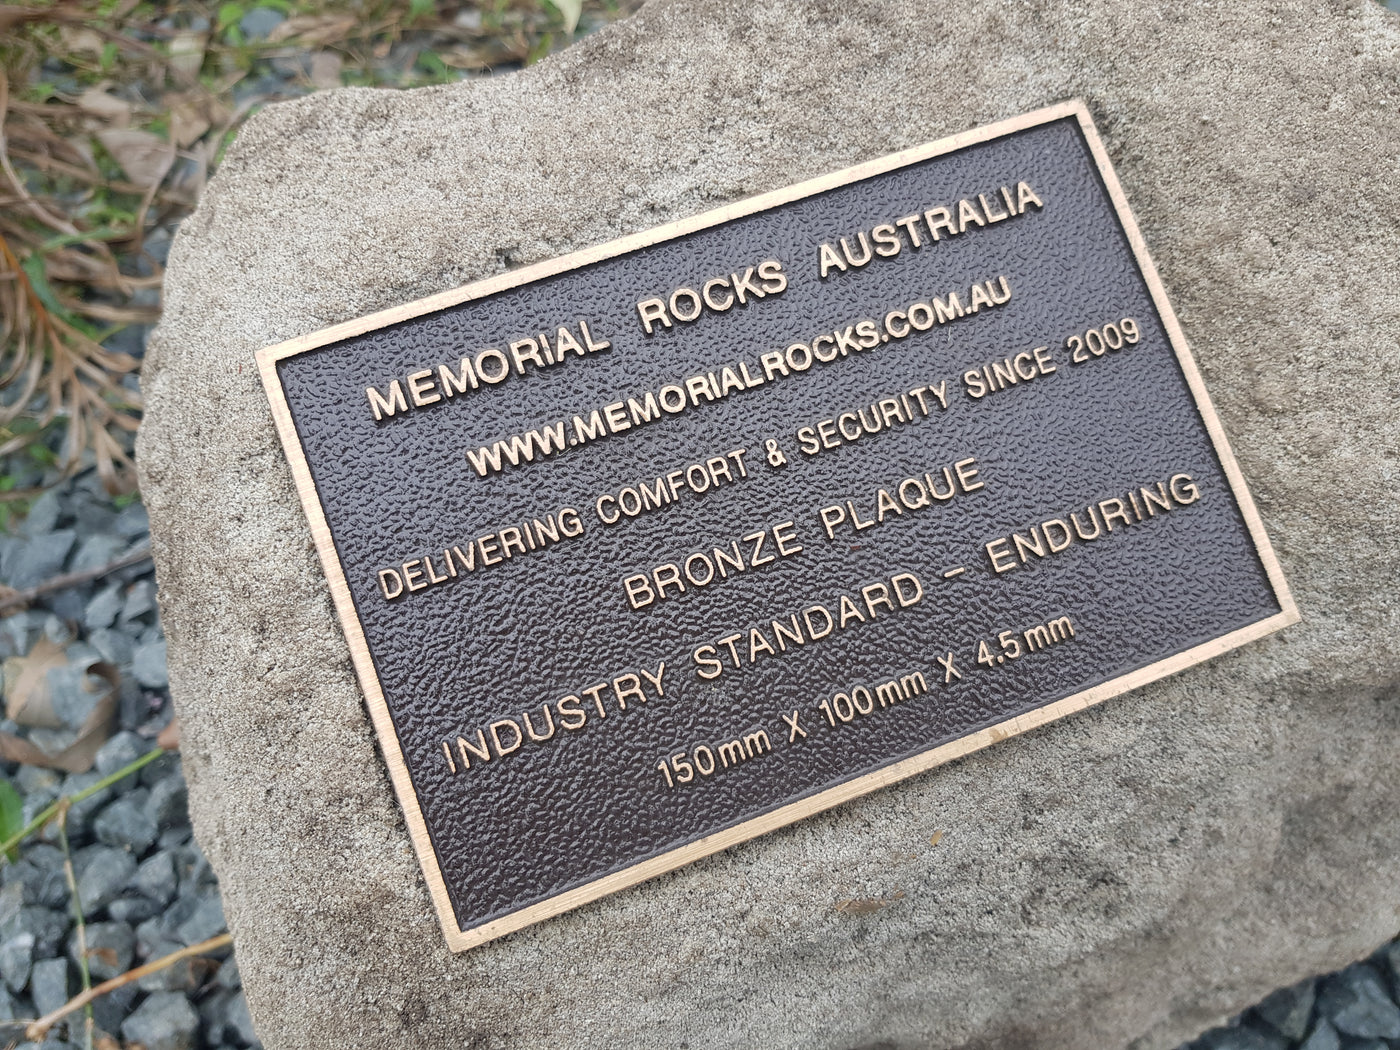 MEMORIAL ROCKS AUSTRALIA
WWW.MEMORIALROCKS.COM.AU
DELIVERING COMFORT & SECURITY SINCE 2009
BRONZE PLAQUE
INDUSTRY STANDARD - ENDURING
150mm X 100mm X 4.5mm